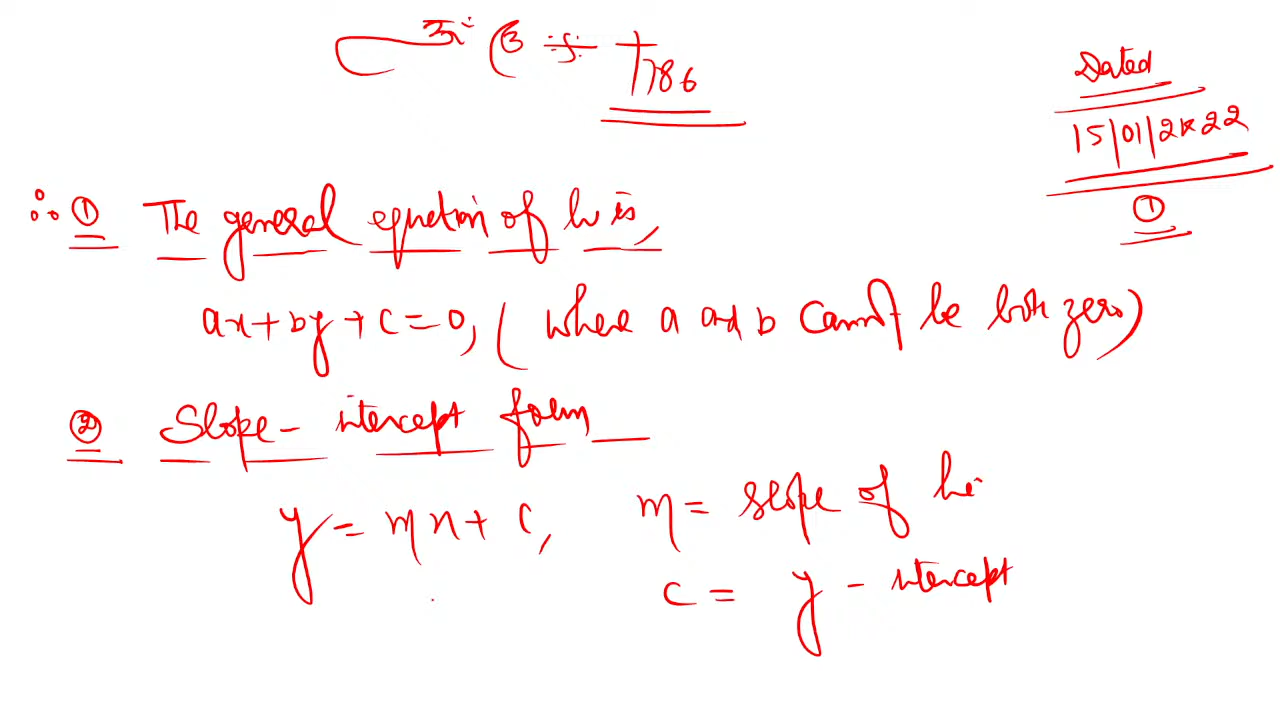 786
Dated
15/01/2K22
①
∴ ① The general equation of line is,
ax + by + c = 0, ( where a and b cannot be both zero)
② Slope - intercept form
y = mx + c, m = slope of line
c = y - intercept